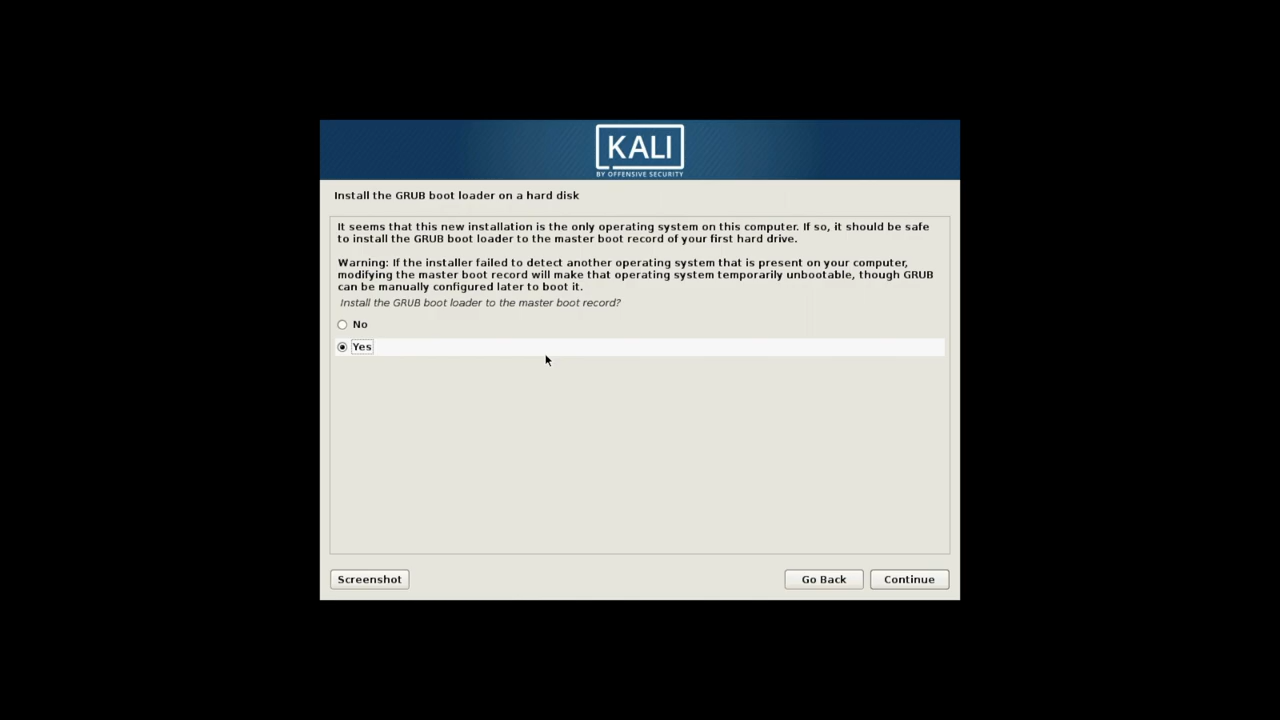 KALI
BY OFFENSIVE SECURITY
Install the GRUB boot loader on a hard disk
It seems that this new installation is the only operating system on this computer. If so, it should be safe
to install the GRUB boot loader to the master boot record of your first hard drive.
Warning: If the installer failed to detect another operating system that is present on your computer,
modifying the master boot record will make that operating system temporarily unbootable, though GRUB
can be manually configured later to boot it.
Install the GRUB boot loader to the master boot record?
No
Yes
Screenshot
Go Back
Continue